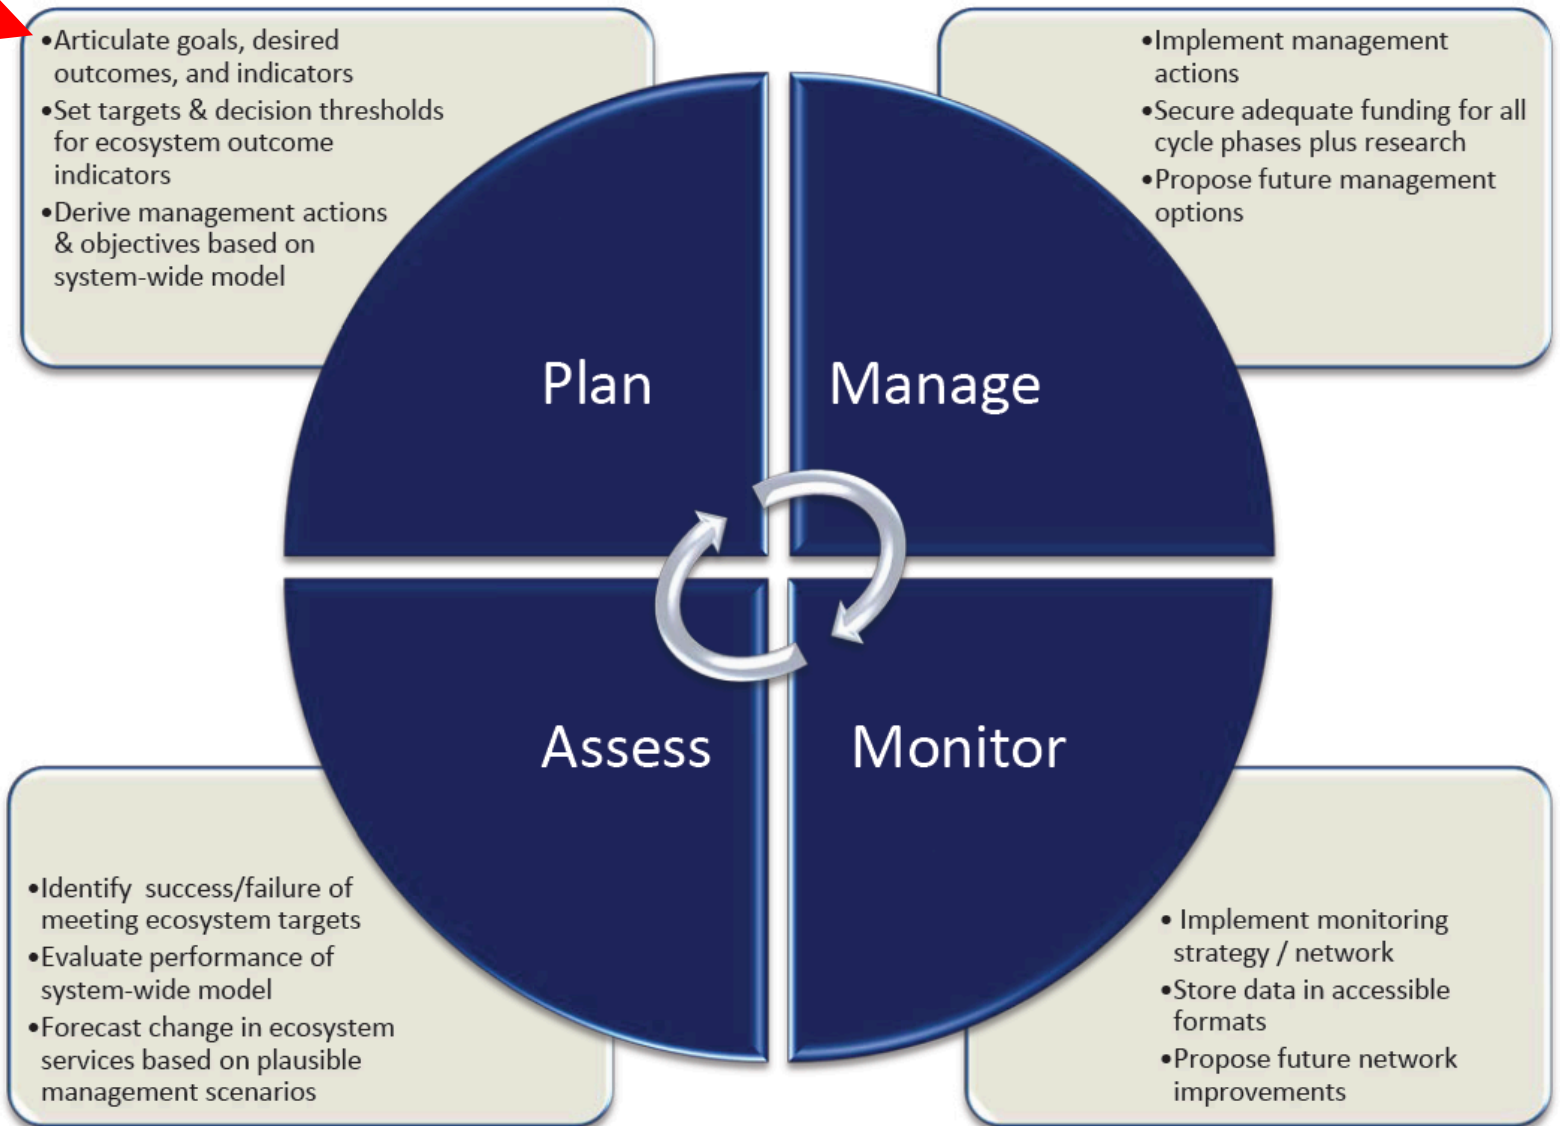 •Articulate goals, desired
outcomes, and indicators
•Set targets & decision thresholds
for ecosystem outcome
indicators
•Derive management actions
& objectives based on
system-wide model
•Implement management
actions
•Secure adequate funding for all
cycle phases plus research
•Propose future management
options
Plan
Manage
Assess
Monitor
•Identify success/failure of
meeting ecosystem targets
•Evaluate performance of
system-wide model
•Forecast change in ecosystem
services based on plausible
management scenarios
• Implement monitoring
strategy / network
•Store data in accessible
formats
•Propose future network
improvements